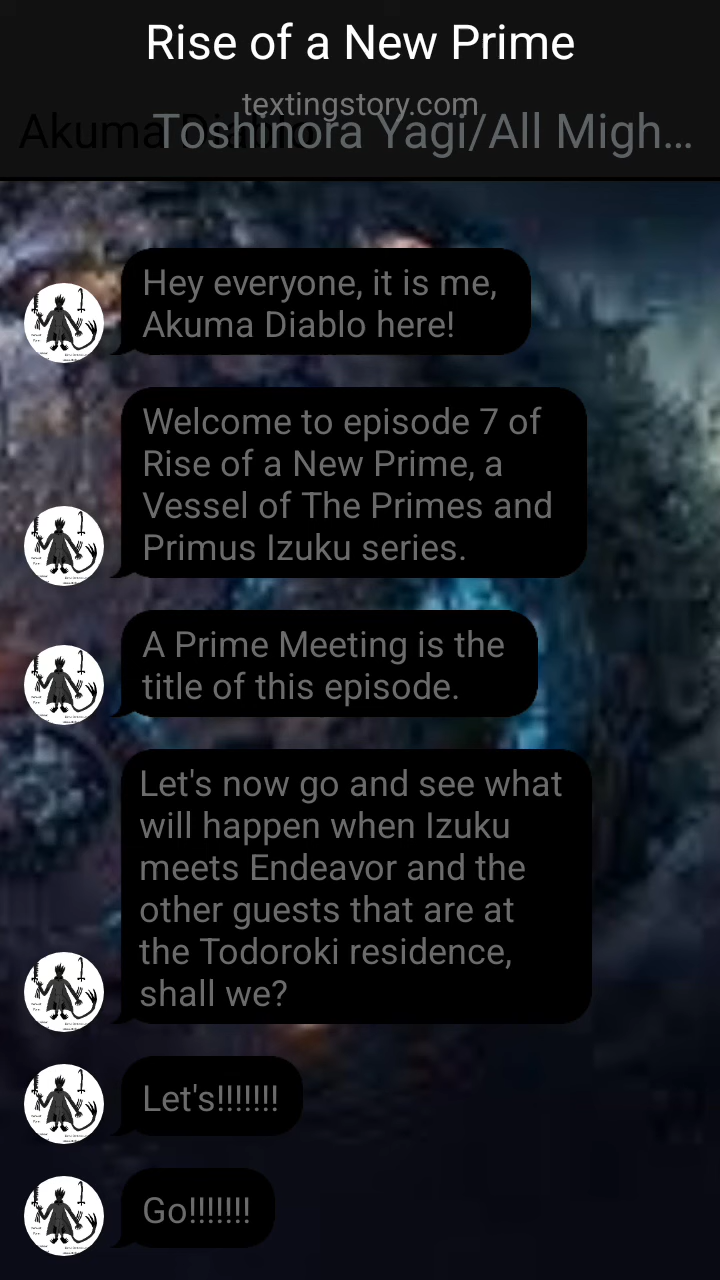 Rise of a New Prime
textingstory.com
Akuma Diablo
Toshinora Yagi/All Migh...
Hey everyone, it is me,
Akuma Diablo here!
Welcome to episode 7 of
Rise of a New Prime, a
Vessel of The Primes and
Primus Izuku series.
A Prime Meeting is the
title of this episode.
Let's now go and see what
will happen when Izuku
meets Endeavor and the
other guests that are at
the Todoroki residence,
shall we?
Let's!!!!!!!
Go!!!!!!!